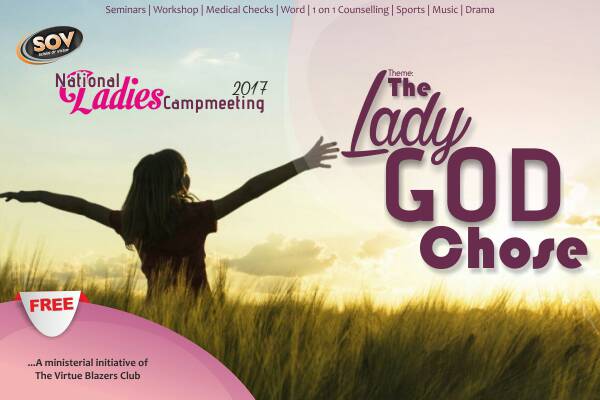 Seminars | Workshop | Medical Checks | Word | 1 on 1 Counselling | Sports | Music | Drama
SOV
National 2017
Ladies Campmeeting
Theme:
The
Lady
GOD
Chose
FREE
...A ministerial initiative of
The Virtue Blazers Club